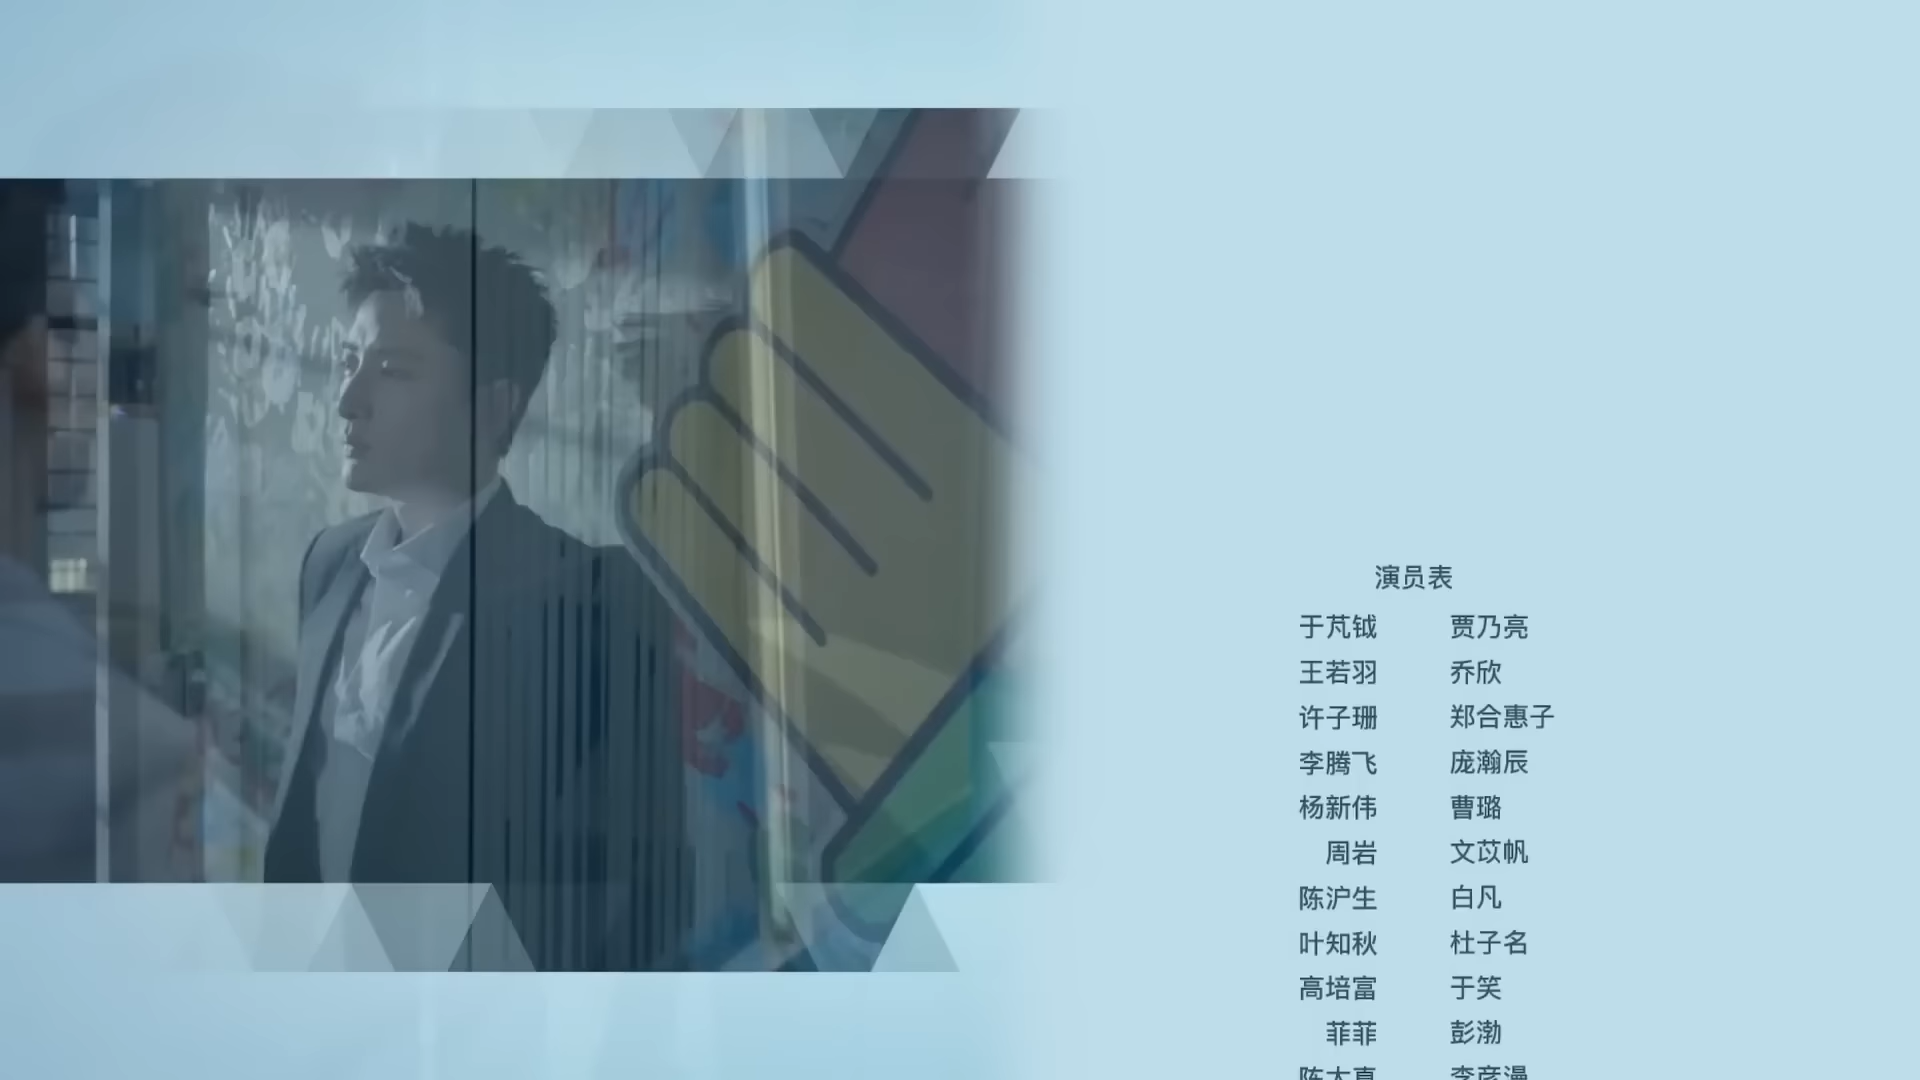 演员表
于芃钺 贾乃亮
王若羽 乔欣
许子珊 郑合惠子
李腾飞 庞瀚辰
杨新伟 曹璐
周岩 文苡帆
陈沪生 白凡
叶知秋 杜子名
高培富 于笑
菲菲 彭渤
李彦漫